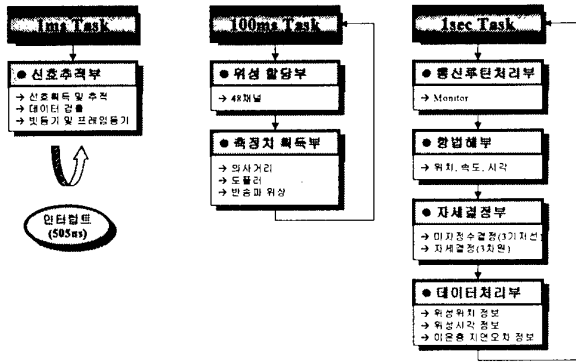 1ms Task
● 신호추적부
→ 신호획득 및 추적
→ 데이터 검출
→ 빗동기 및 프레임동기
인터럽트
(505ns)
100ms Task
● 위성 할당부
→ 48채널
● 측정치 획득부
→ 의사거리
→ 도플러
→ 반송파 위상
1sec Task
● 통신루틴처리부
→ Monitor
● 항법해부
→ 위치, 속도, 시각
● 자세결정부
→ 미지정수결정(3기저선)
→ 자세결정(3차원)
● 데이터처리부
→ 위성위치 정보
→ 위성시각 정보
→ 이온층 지연오차 정보